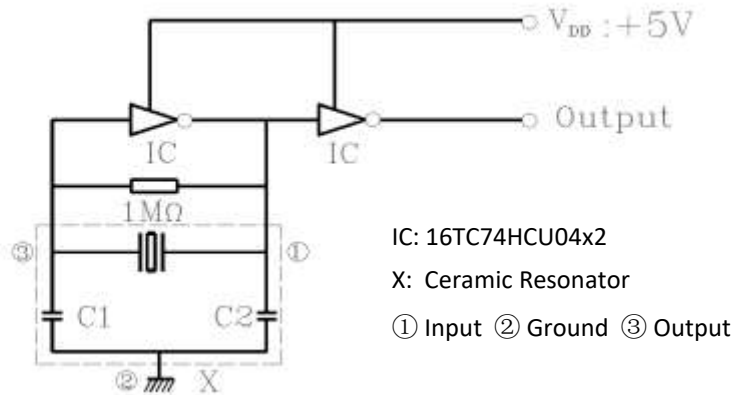 V_DD : +5V
Output
IC
IC
1MΩ
③
①
C1
C2
②
X
IC: 16TC74HCU04x2
X: Ceramic Resonator
① Input ② Ground ③ Output